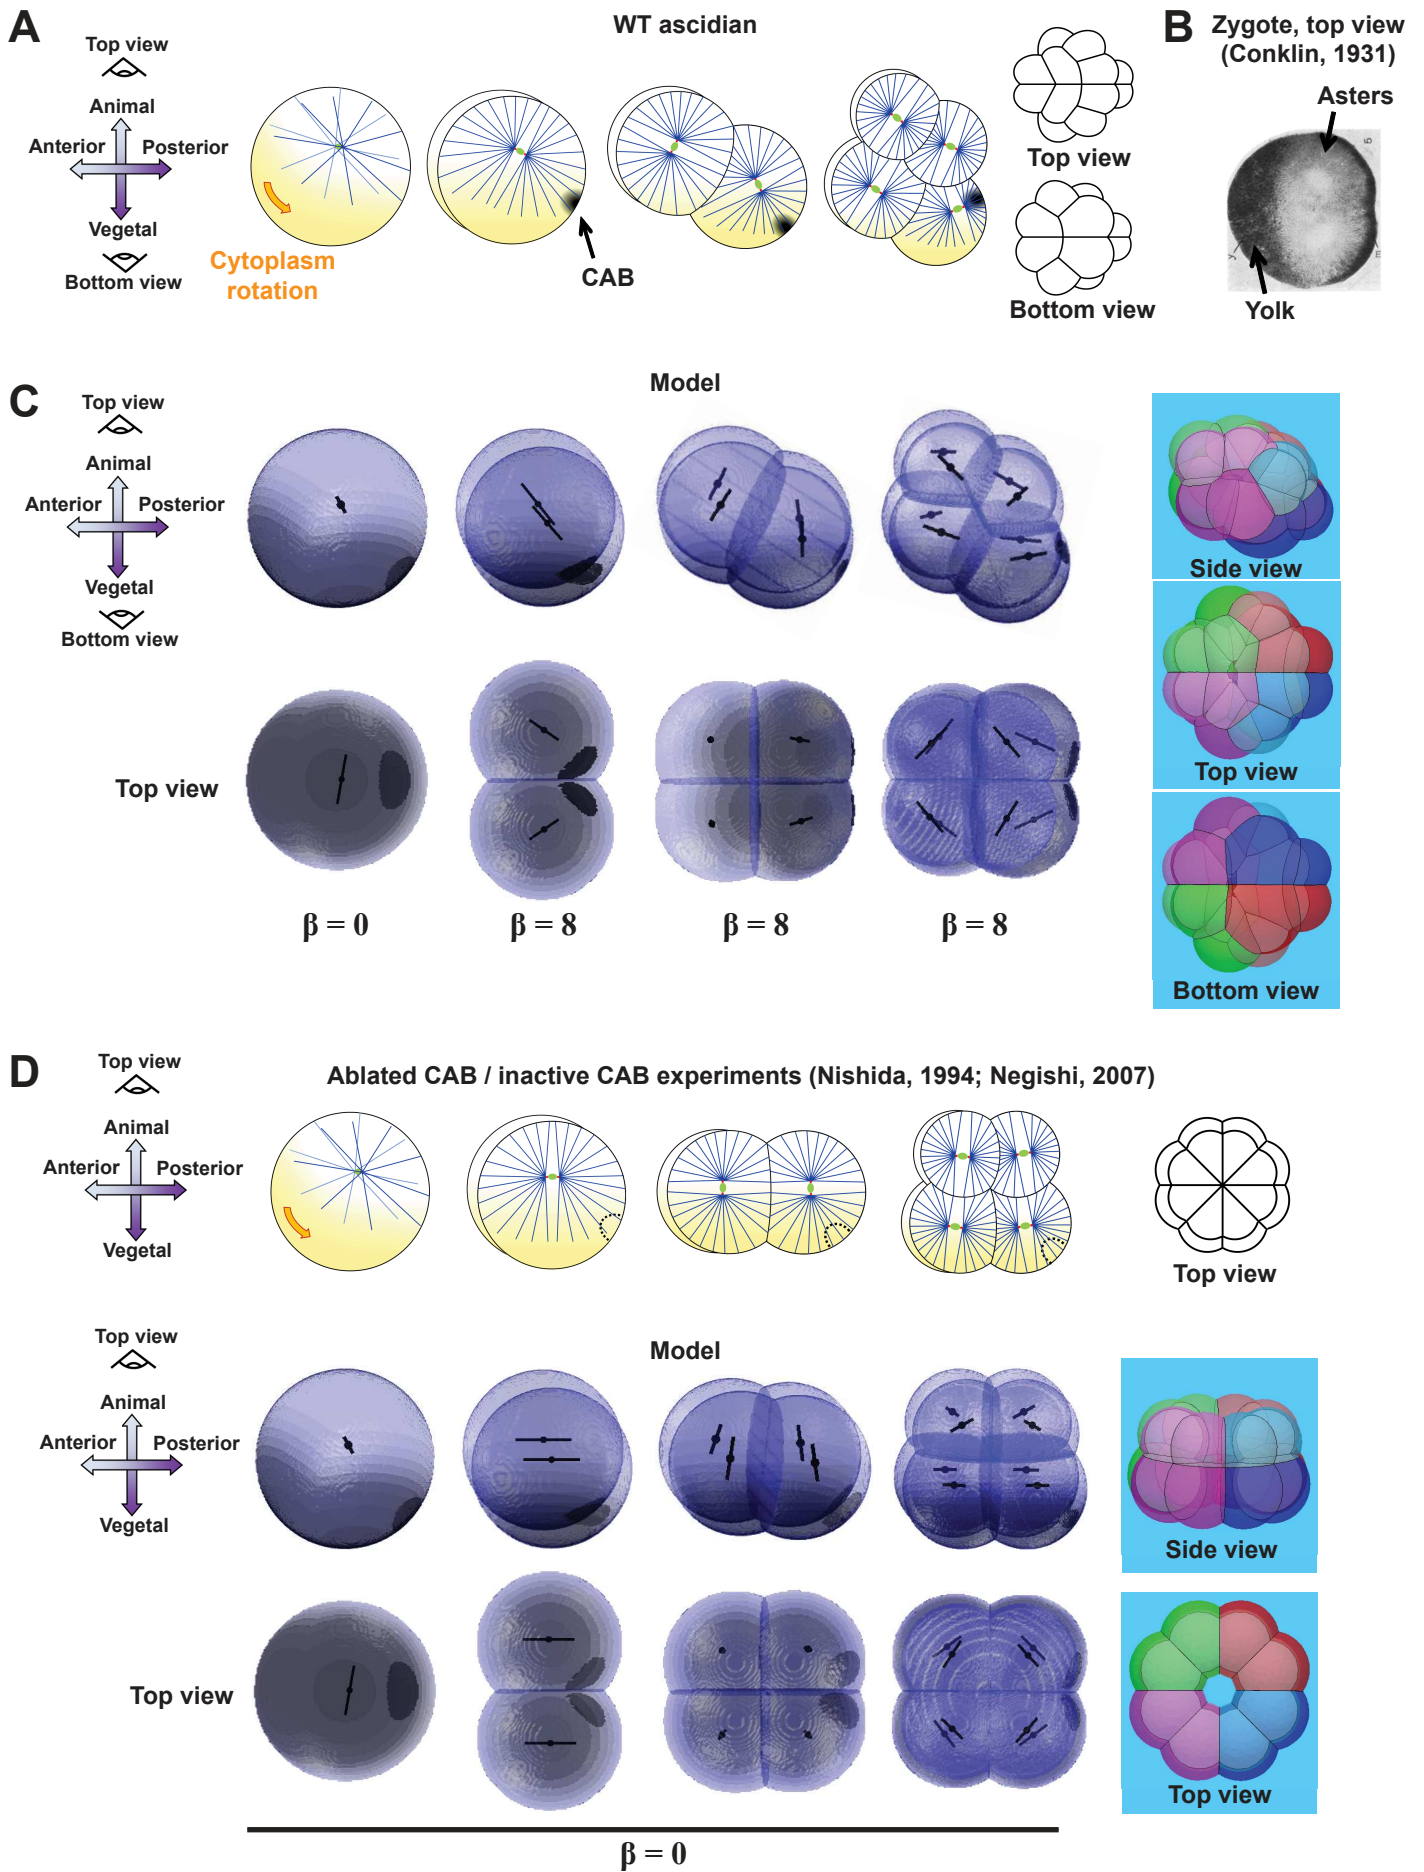 A
WT ascidian
Top view
Animal
Anterior
Posterior
Vegetal
Bottom view
Cytoplasm
rotation
CAB
Top view
Bottom view
B
Zygote, top view
(Conklin, 1931)
Asters
5
y
m
Yolk
C
Model
Top view
Animal
Anterior
Posterior
Vegetal
Bottom view
Top view
β = 0
β = 8
β = 8
β = 8
Side view
Top view
Bottom view
D
Ablated CAB / inactive CAB experiments (Nishida, 1994; Negishi, 2007)
Top view
Animal
Anterior
Posterior
Vegetal
Top view
Model
Top view
Animal
Anterior
Posterior
Vegetal
Top view
Side view
Top view
β = 0